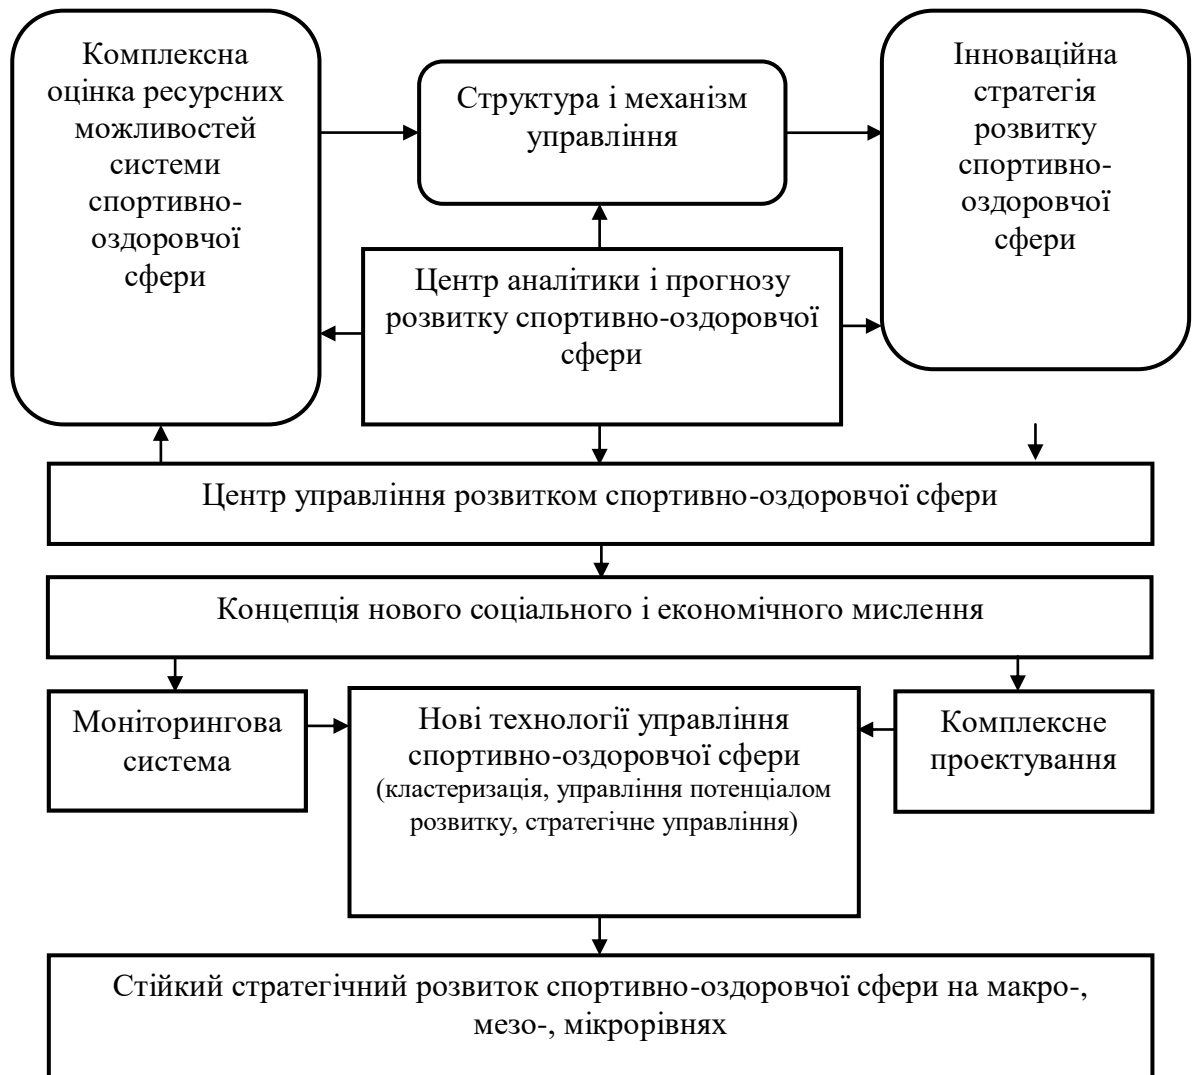 Комплексна
оцінка ресурсних
можливостей
системи
спортивно-
оздоровчої
сфери
Структура і механізм
управління
Інноваційна
стратегія
розвитку
спортивно-
оздоровчої
сфери
Центр аналітики і прогнозу
розвитку спортивно-оздоровчої
сфери
Центр управління розвитком спортивно-оздоровчої сфери
Концепція нового соціального і економічного мислення
Моніторингова
система
Нові технології управління
спортивно-оздоровчої сфери
(кластеризація, управління потенціалом
розвитку, стратегічне управління)
Комплексне
проектування
Стійкий стратегічний розвиток спортивно-оздоровчої сфери на макро-,
мезо-, мікрорівнях